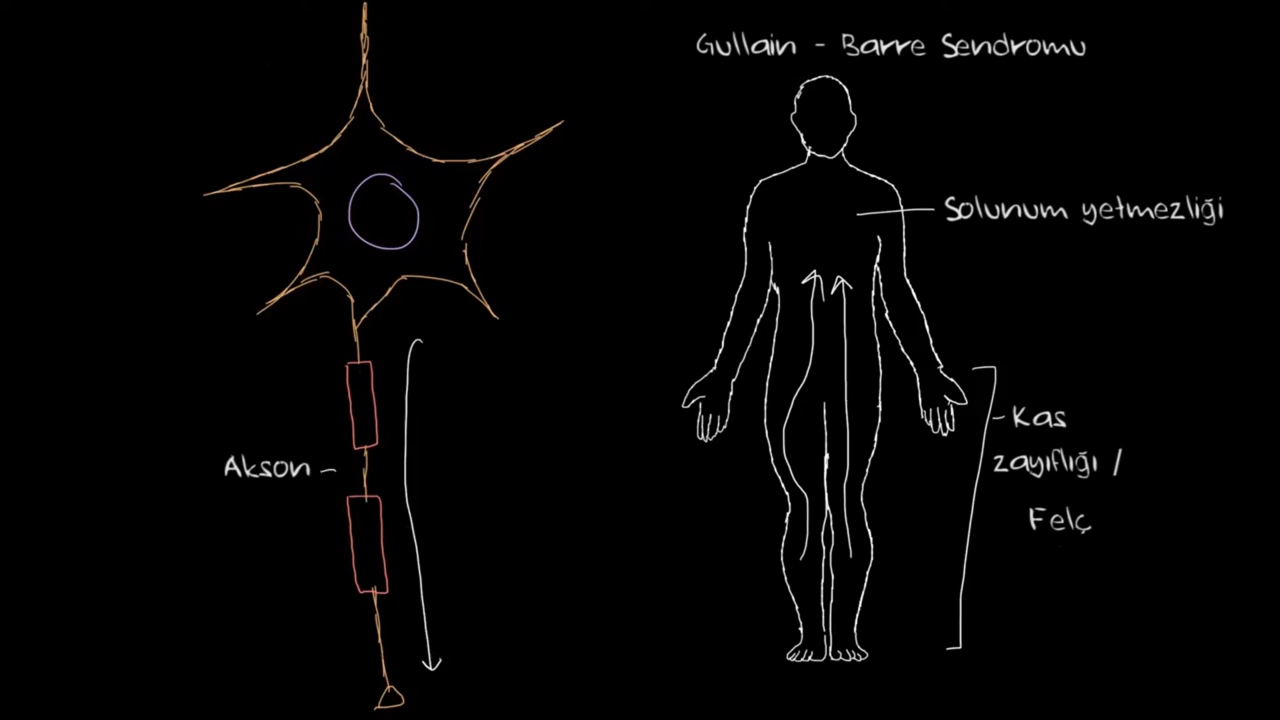 Gullain - Barre Sendromu
Solunum yetmezliği
Akson -
- Kas
zayıflığı /
Felç